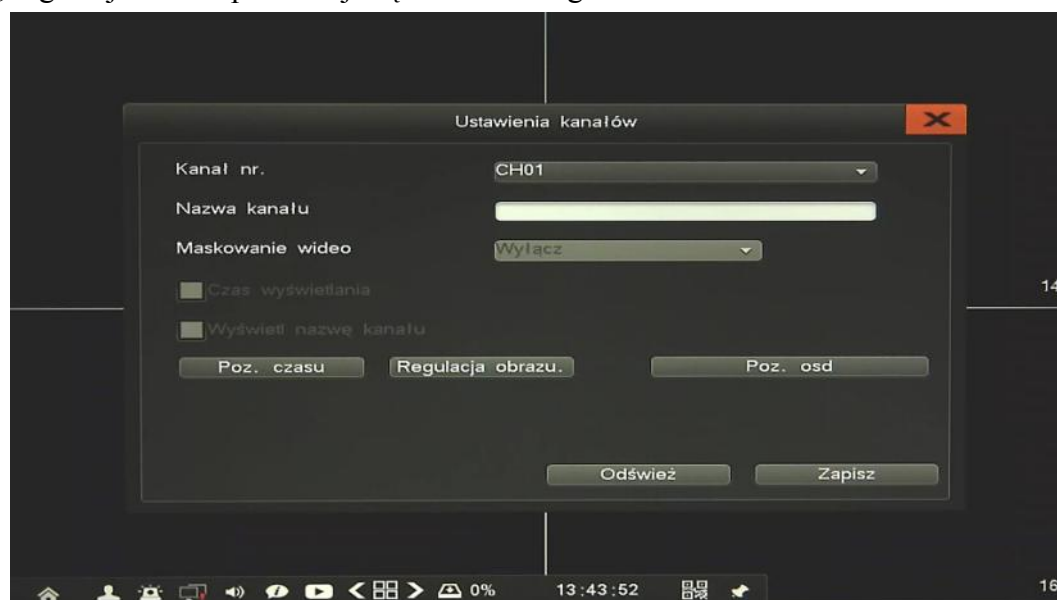 Ustawienia kanałów
Kanał nr.
CH01
Nazwa kanału
Maskowanie wideo
Wyłącz
Czas wyświetlania
14
Wyświetl nazwę kanału
Poz. czasu
Regulacja obrazu.
Poz. osd
Odśwież
Zapisz
0%
13:43:52
16